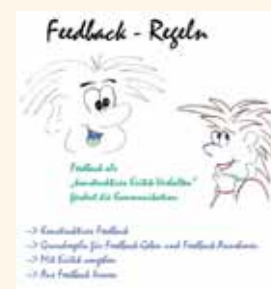 Feedback - Regeln
Feedback als
„konstruktives Kritik-Verhalten“
fördert die Kommunikation
--> Konstruktives Feedback
--> Grundregeln für Feedback-Geben und Feedback-Annehmen
--> Mit Kritik umgehen
--> Aus Feedback lernen